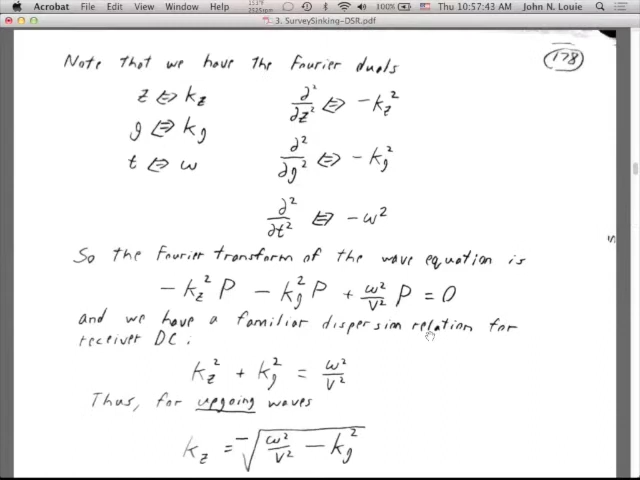 Acrobat File Edit View Window Help 153°F 2525rpm 100% Thu 10:57:43 AM John N. Louie
3. SurveySinking-DSR.pdf
178
Note that we have the Fourier duals
z ⇔ k_z ∂²/∂z² ⇔ -k_z²
g ⇔ k_g ∂²/∂g² ⇔ -k_g²
t ⇔ ω ∂²/∂t² ⇔ -ω²
So the Fourier transform of the wave equation is
-k_z² P - k_g² P + ω²/v² P = 0
and we have a familiar dispersion relation for
receiver DC:
k_z² + k_g² = ω²/v²
Thus, for upgoing waves
k_z = -√(ω²/v² - k_g²)